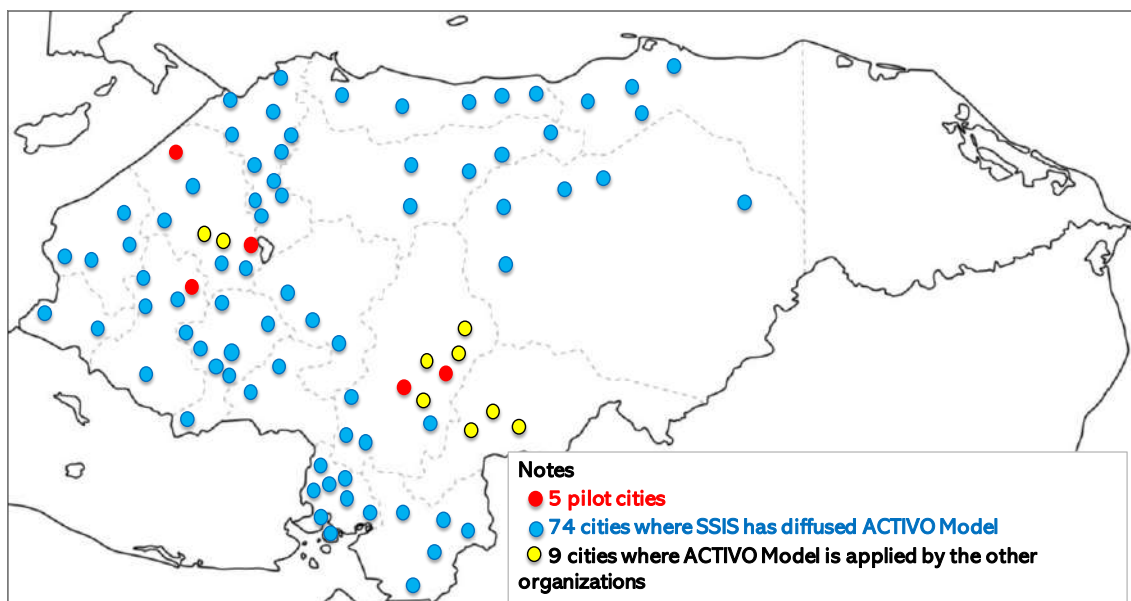 Notes
5 pilot cities
74 cities where SSIS has diffused ACTIVO Model
9 cities where ACTIVO Model is applied by the other
organizations